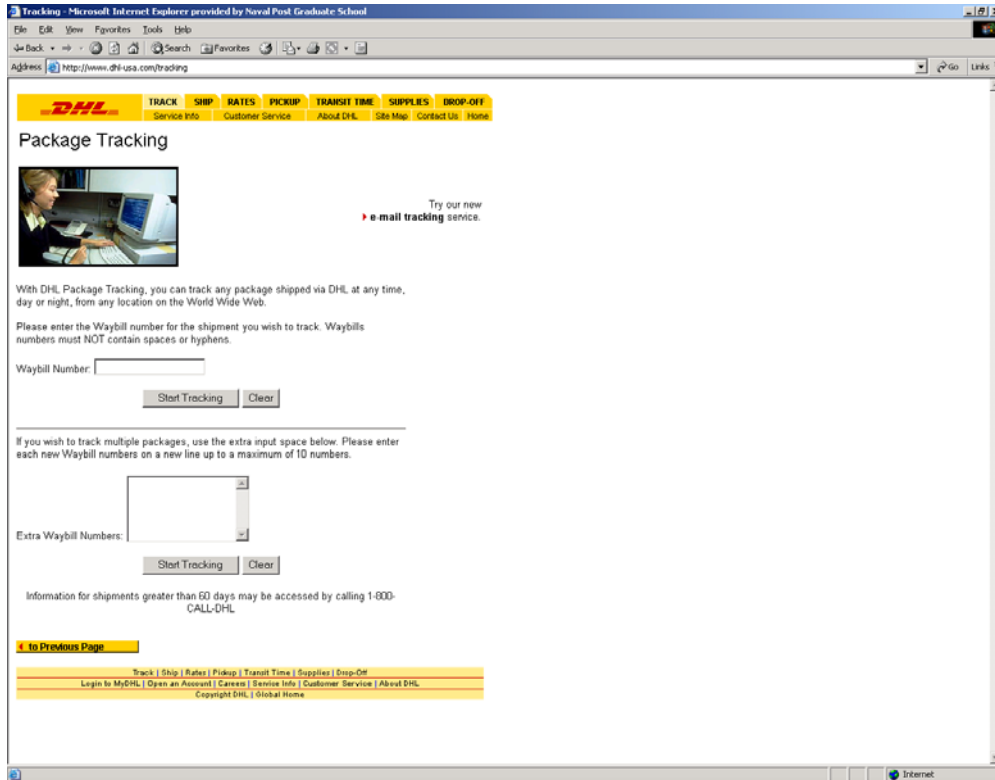 Tracking - Microsoft Internet Explorer provided by Naval Post Graduate School
File Edit View Favorites Tools Help
Back Search Favorites
Address http://www.dhl-usa.com/tracking Go Links
DHL TRACK SHIP RATES PICKUP TRANSIT TIME SUPPLIES DROP-OFF
Service Info Customer Service About DHL Site Map Contact Us Home
Package Tracking
Try our new
e-mail tracking service.
With DHL Package Tracking, you can track any package shipped via DHL at any time,
day or night, from any location on the World Wide Web.
Please enter the Waybill number for the shipment you wish to track. Waybills
numbers must NOT contain spaces or hyphens.
Waybill Number:
Start Tracking Clear
If you wish to track multiple packages, use the extra input space below. Please enter
each new Waybill numbers on a new line up to a maximum of 10 numbers.
Extra Waybill Numbers:
Start Tracking Clear
Information for shipments greater than 60 days may be accessed by calling 1-800-
CALL-DHL
to Previous Page
Track | Ship | Rates | Pickup | Transit Time | Supplies | Drop-Off
Login to MyDHL | Open an Account | Careers | Service Info | Customer Service | About DHL
Copyright DHL | Global Home
Internet